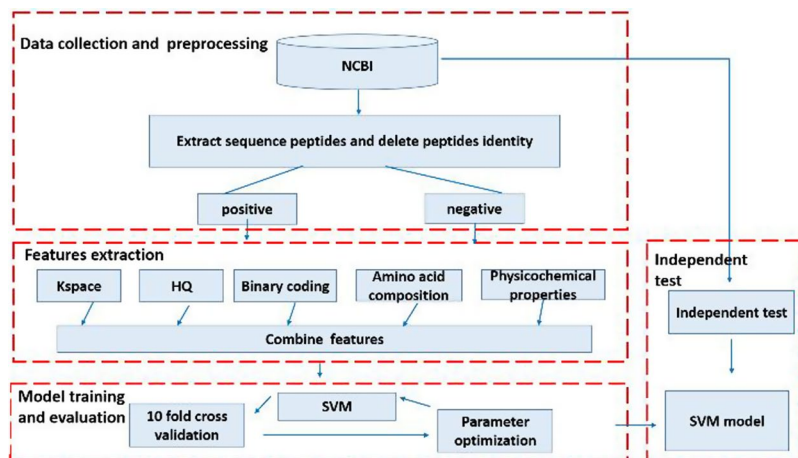 Data collection and preprocessing
NCBI
Extract sequence peptides and delete peptides identity
positive
negative
Features extraction
Kspace
HQ
Binary coding
Amino acid
composition
Physicochemical
properties
Combine features
Independent
test
Independent test
SVM model
Model training
and evaluation
SVM
10 fold cross
validation
Parameter
optimization